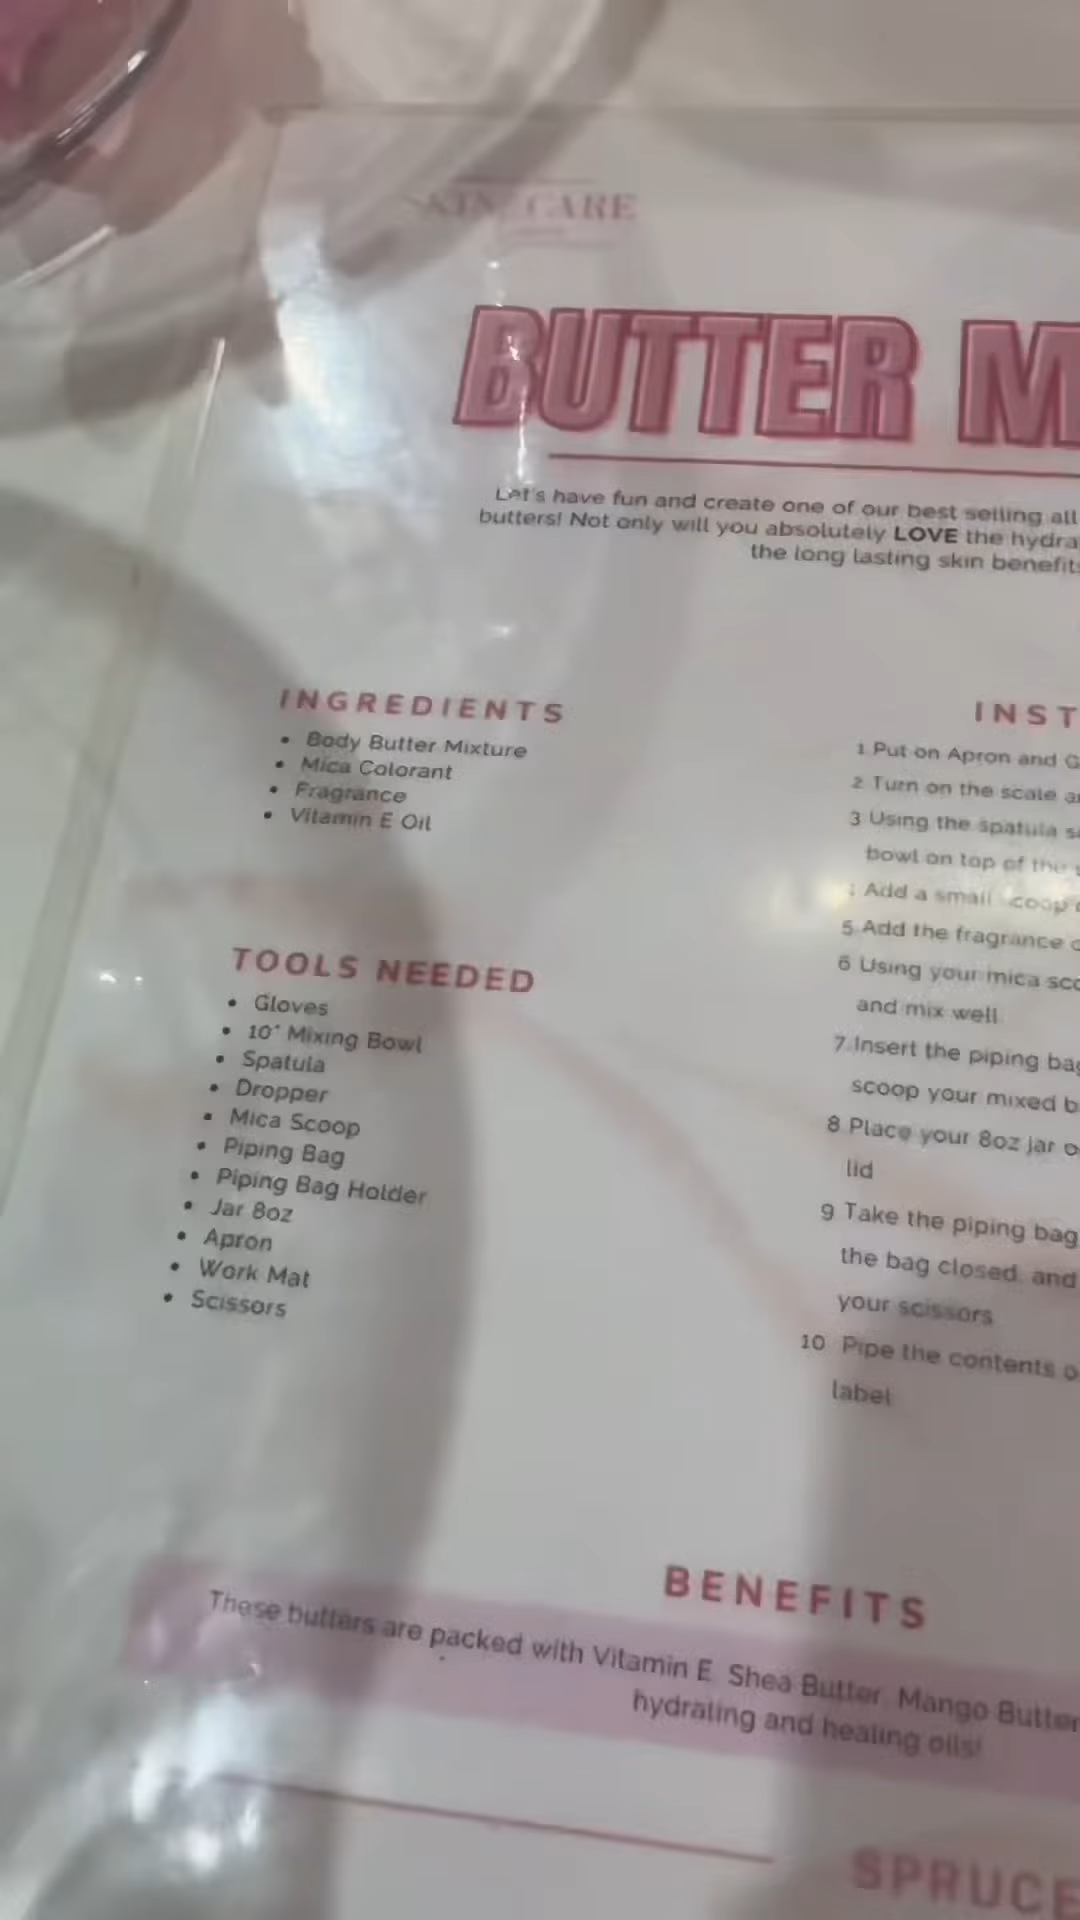 SKIN CARE
BUTTER M
Let's have fun and create one of our best selling all
butters! Not only will you absolutely LOVE the hydra
the long lasting skin benefits
INGREDIENTS
• Body Butter Mixture
• Mica Colorant
• Fragrance
• Vitamin E Oil
TOOLS NEEDED
• Gloves
• 10" Mixing Bowl
• Spatula
• Dropper
• Mica Scoop
• Piping Bag
• Piping Bag Holder
• Jar 8oz
• Apron
• Work Mat
• Scissors
INST
1 Put on Apron and G
2 Turn on the scale a
3 Using the spatula s
bowl on top of the s
Add a small scoop
5 Add the fragrance
6 Using your mica sco
and mix well
7 Insert the piping bag
scoop your mixed b
8 Place your 8oz jar o
lid
9 Take the piping bag
the bag closed, and
your scissors
10 Pipe the contents o
label
BENEFITS
These butters are packed with Vitamin E, Shea Butter, Mango Butter
hydrating and healing oils!
SPRUCE